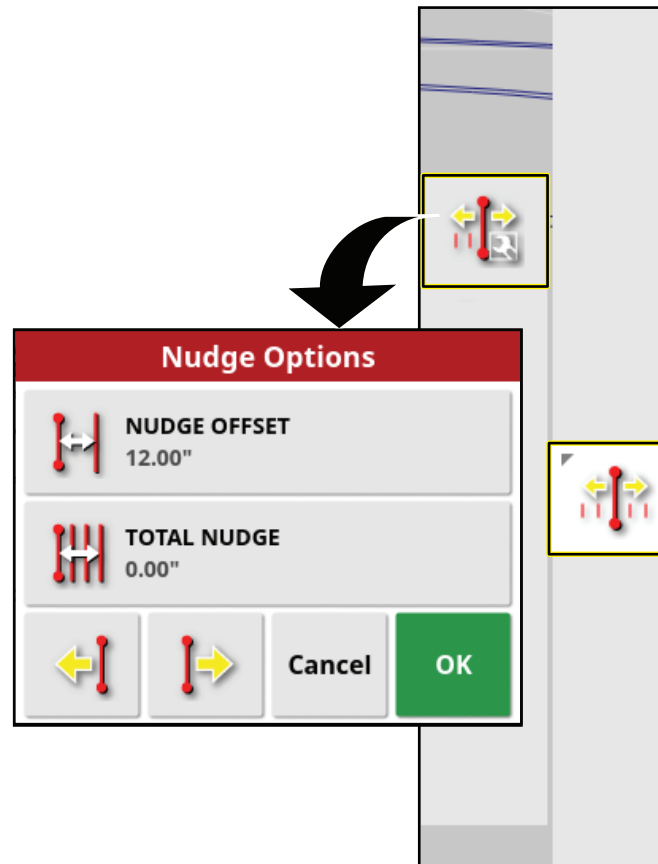 Nudge Options
NUDGE OFFSET
12.00"
TOTAL NUDGE
0.00"
Cancel
OK